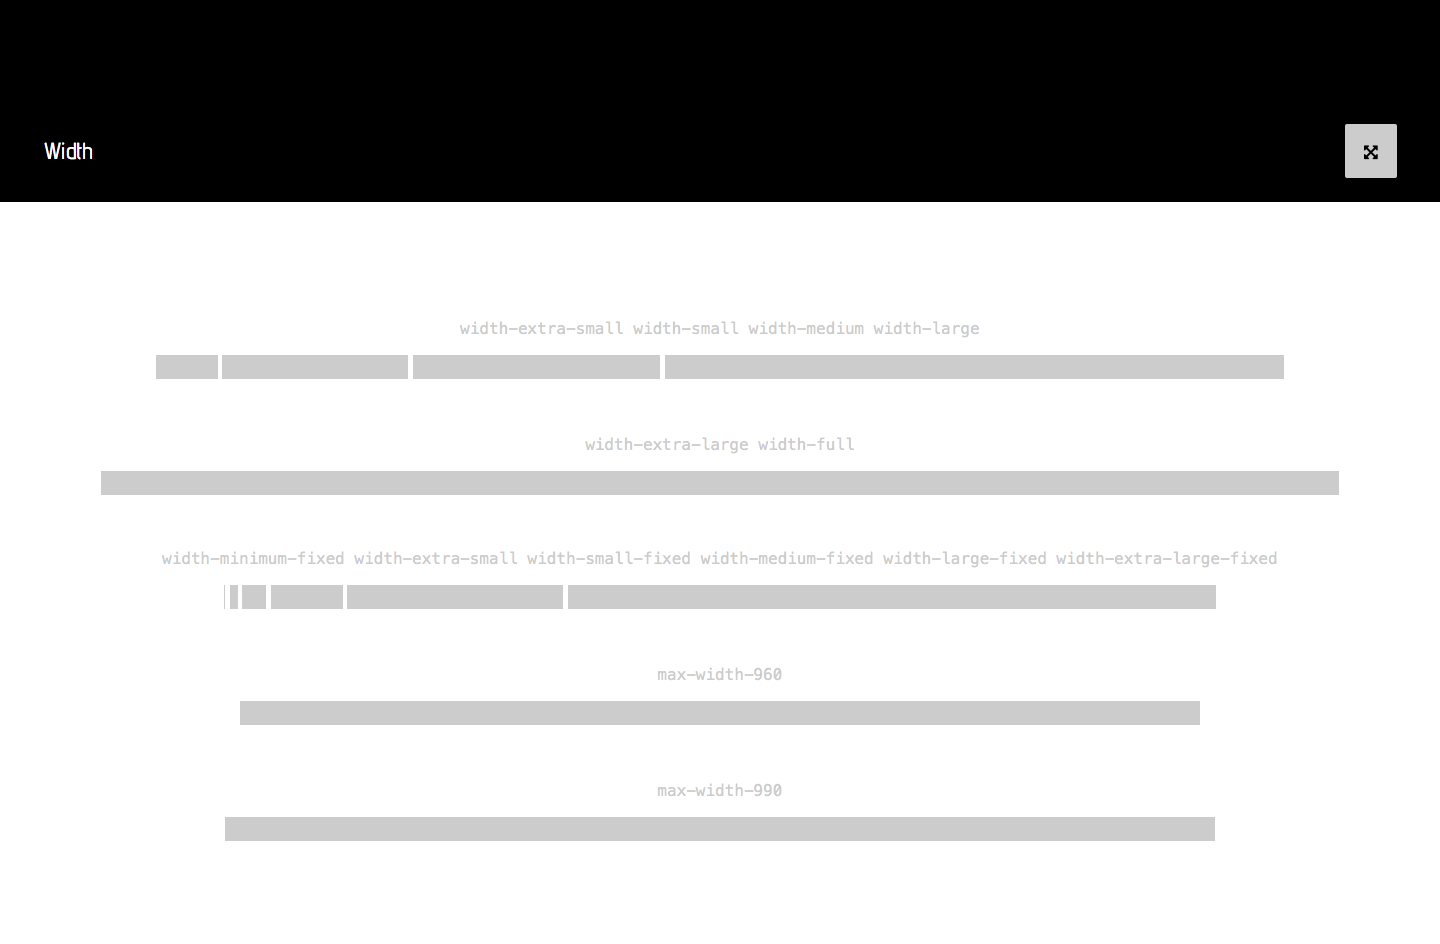 Width
width-extra-small width-small width-medium width-large
width-extra-large width-full
width-minimum-fixed width-extra-small width-small-fixed width-medium-fixed width-large-fixed width-extra-large-fixed
max-width-960
max-width-990